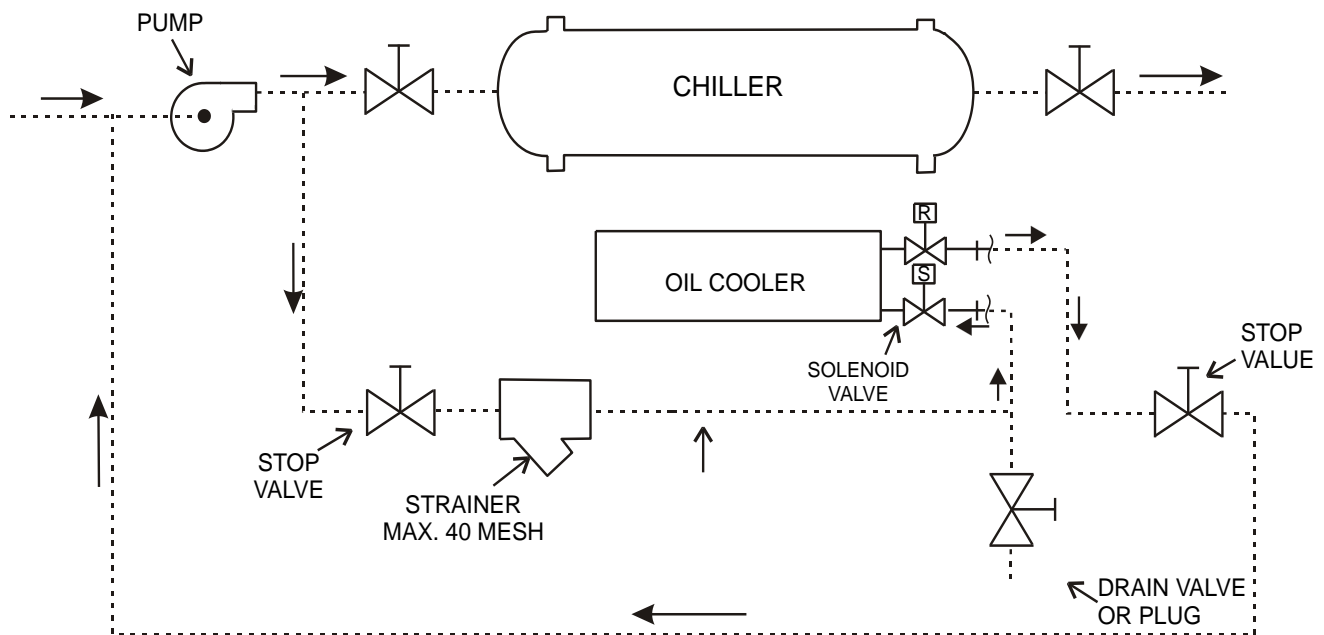 PUMP
CHILLER
R
OIL COOLER
S
SOLENOID
VALVE
STOP
VALUE
STOP
VALVE
STRAINER
MAX. 40 MESH
DRAIN VALVE
OR PLUG